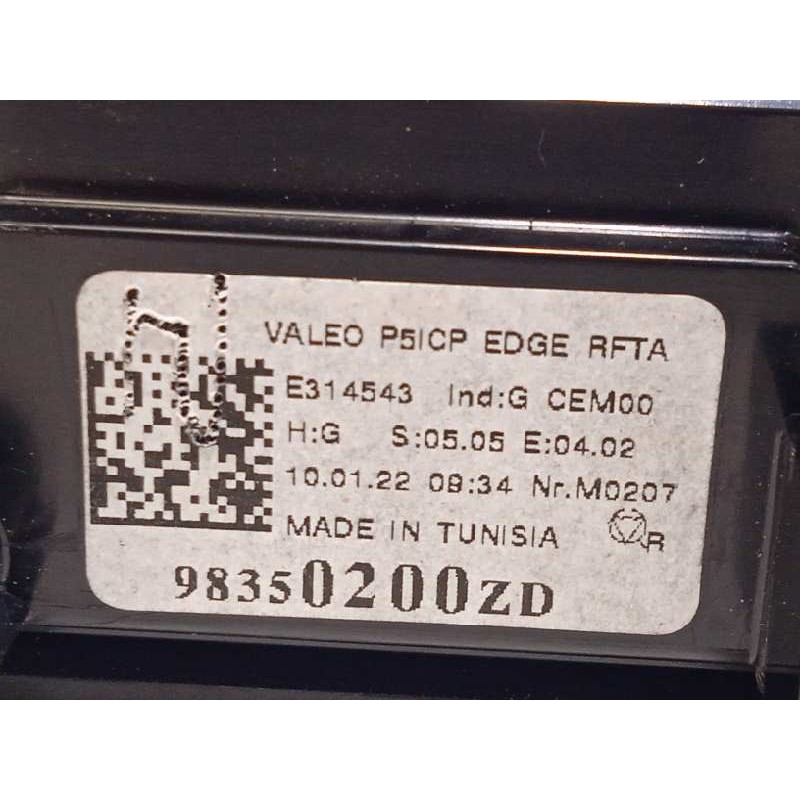 VALEO P5ICP EDGE RFTA
E314543 Ind:G CEM00
H:G S:05.05 E:04.02
10.01.22 09:34 Nr.M0207
MADE IN TUNISIA R
98350200ZD